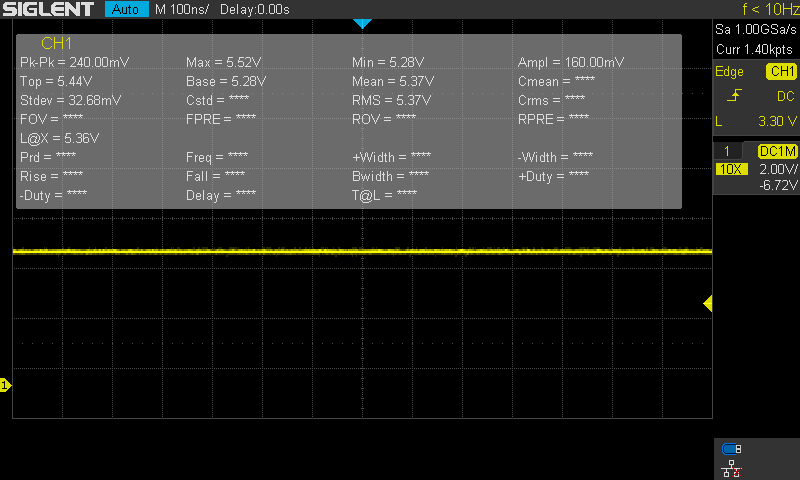 SIGLENT Auto M 100ns/ Delay:0.00s f < 10Hz
Sa 1.00GSa/s
Curr 1.40kpts
Edge CH1
DC
L 3.30 V
1 DC1M
10X 2.00V/
-6.72V
CH1
Pk-Pk = 240.00mV Max = 5.52V Min = 5.28V Ampl = 160.00mV
Top = 5.44V Base = 5.28V Mean = 5.37V Cmean = ****
Stdev = 32.68mV Cstd = **** RMS = 5.37V Crms = ****
FOV = **** FPRE = **** ROV = **** RPRE = ****
L@X = 5.36V
Prd = **** Freq = **** +Width = **** -Width = ****
Rise = **** Fall = **** Bwidth = **** +Duty = ****
-Duty = **** Delay = **** T@L = ****
1